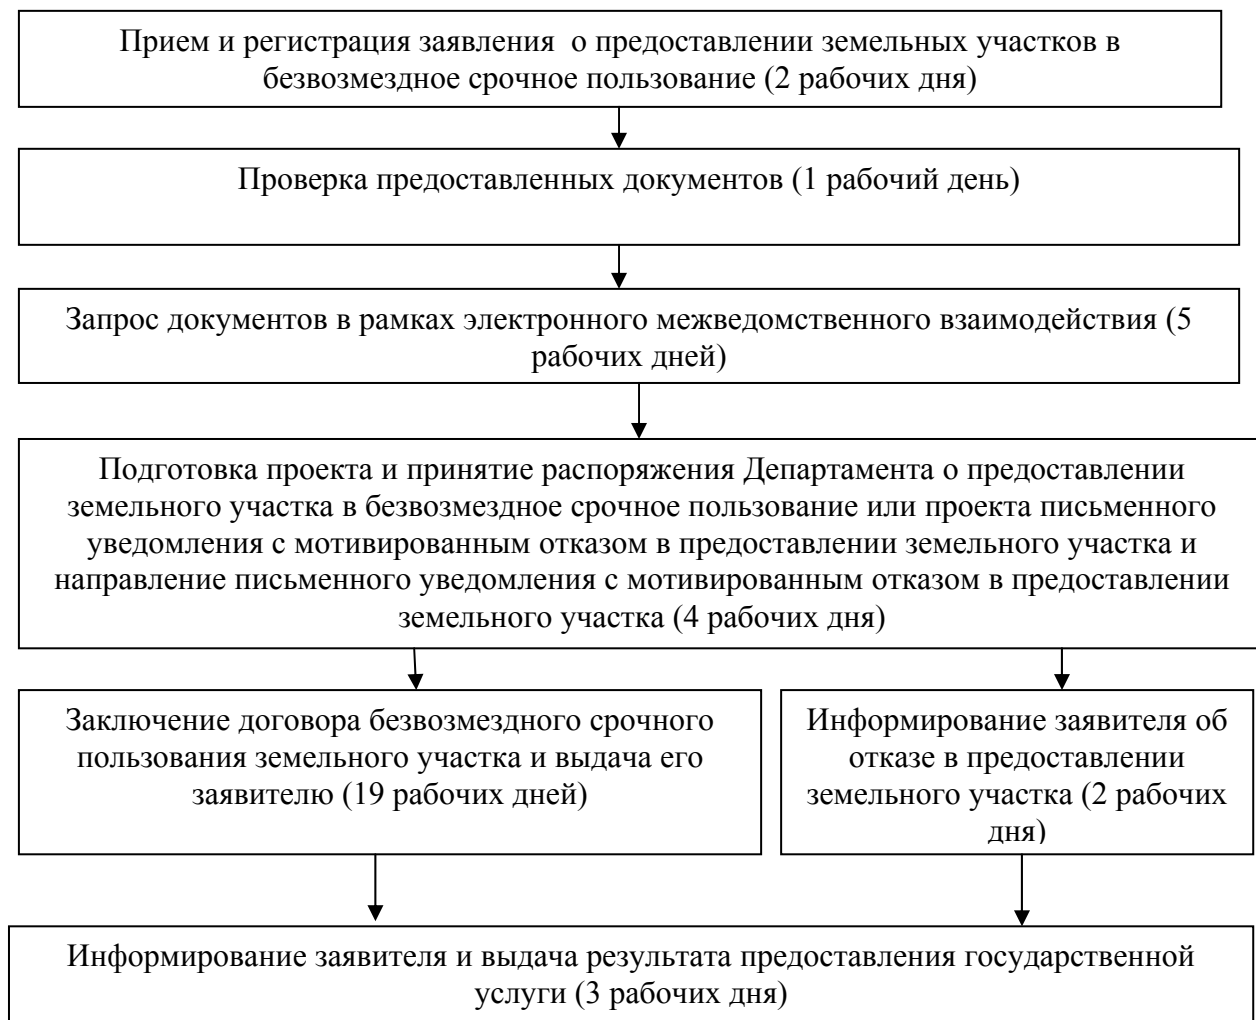 Прием и регистрация заявления  о предоставлении земельных участков в
безвозмездное срочное пользование (2 рабочих дня)
Проверка предоставленных документов (1 рабочий день)
Запрос документов в рамках электронного межведомственного взаимодействия (5
рабочих дней)
Подготовка проекта и принятие распоряжения Департамента о предоставлении
земельного участка в безвозмездное срочное пользование или проекта письменного
уведомления с мотивированным отказом в предоставлении земельного участка и
направление письменного уведомления с мотивированным отказом в предоставлении
земельного участка (4 рабочих дня)
Заключение договора безвозмездного срочного
пользования земельного участка и выдача его
заявителю (19 рабочих дней)
Информирование заявителя об
отказе в предоставлении
земельного участка (2 рабочих
дня)
Информирование заявителя и выдача результата предоставления государственной
услуги (3 рабочих дня)